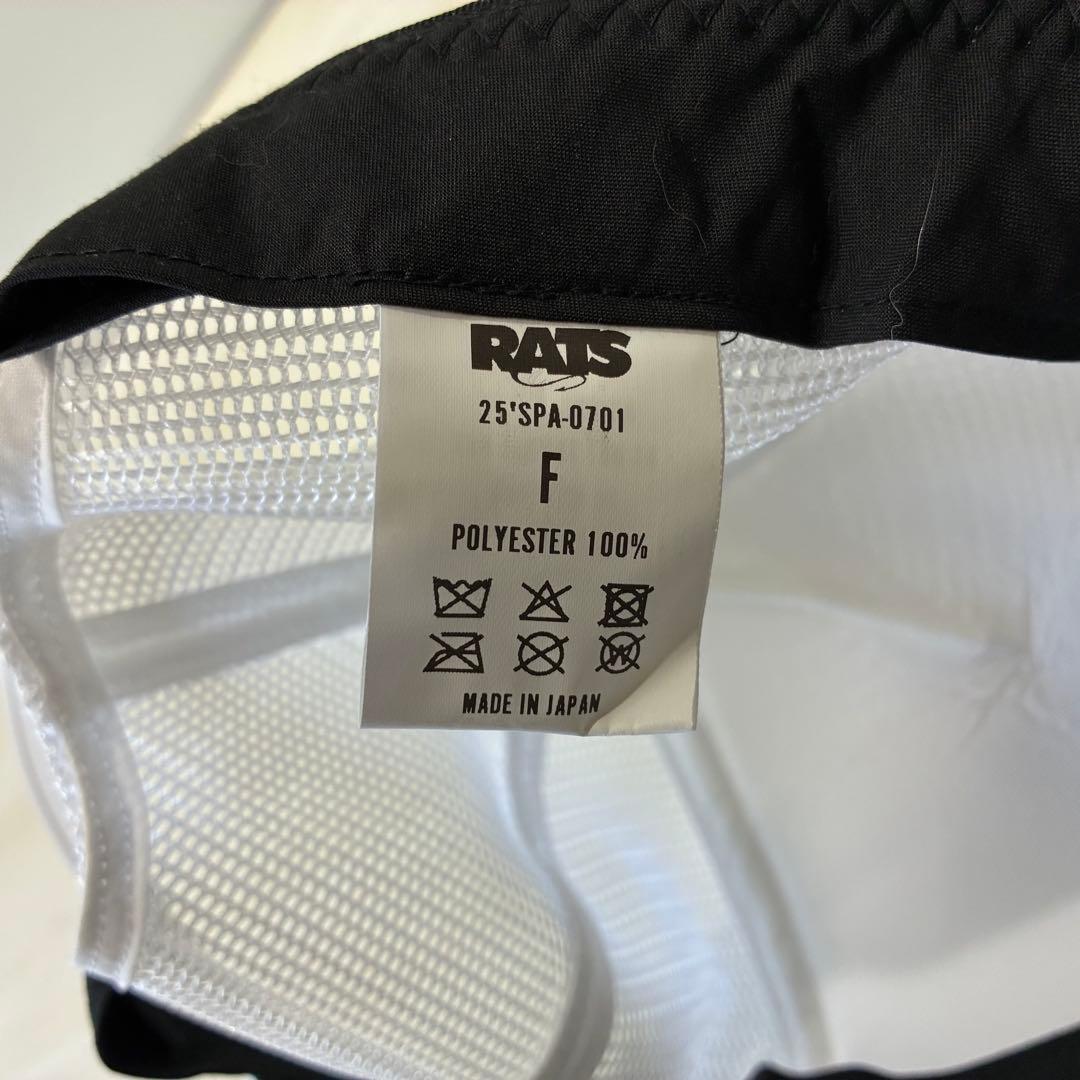 RATS
25'SPA-0701
F
POLYESTER 100%
W
MADE IN JAPAN